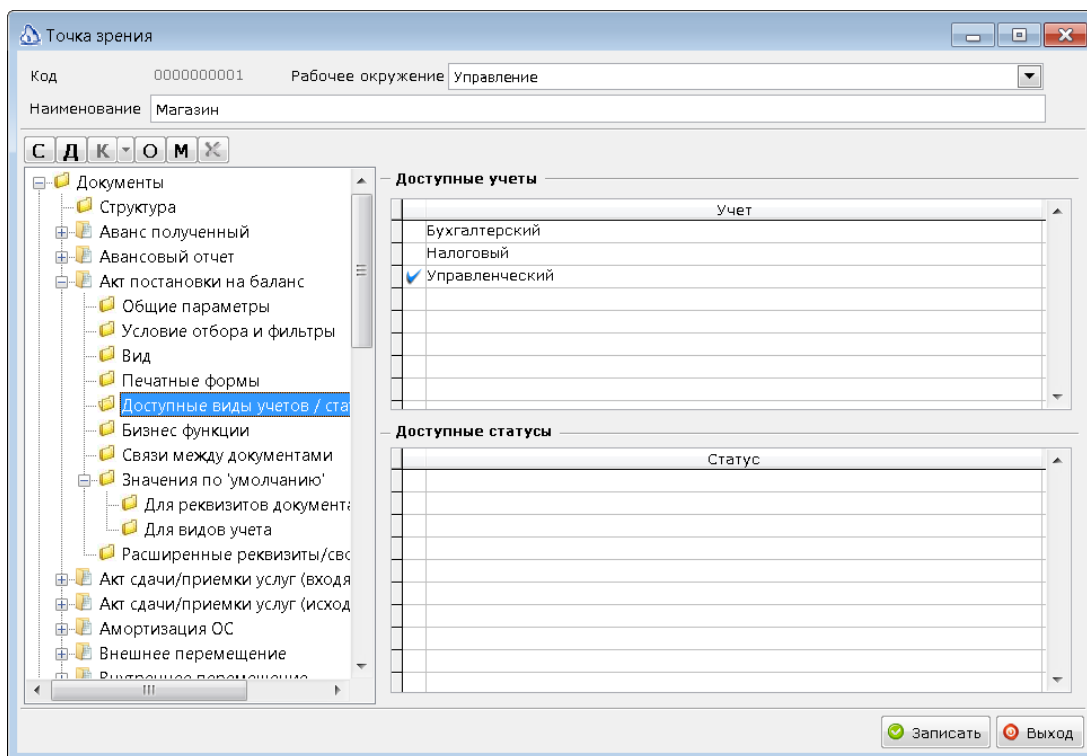 Точка зрения
Код 0000000001 Рабочее окружение Управление
Наименование Магазин
С Д К О М
Документы
Структура
Аванс полученный
Авансовый отчет
Акт постановки на баланс
Общие параметры
Условие отбора и фильтры
Вид
Печатные формы
Доступные виды учетов / ста
Бизнес функции
Связи между документами
Значения по 'умолчанию'
Для реквизитов документа
Для видов учета
Расширенные реквизиты/сво
Акт сдачи/приемки услуг (входя
Акт сдачи/приемки услуг (исход
Амортизация ОС
Внешнее перемещение
Внутреннее перемещение
Доступные учеты
Учет
Бухгалтерский
Налоговый
Управленческий
Доступные статусы
Статус
Записать Выход